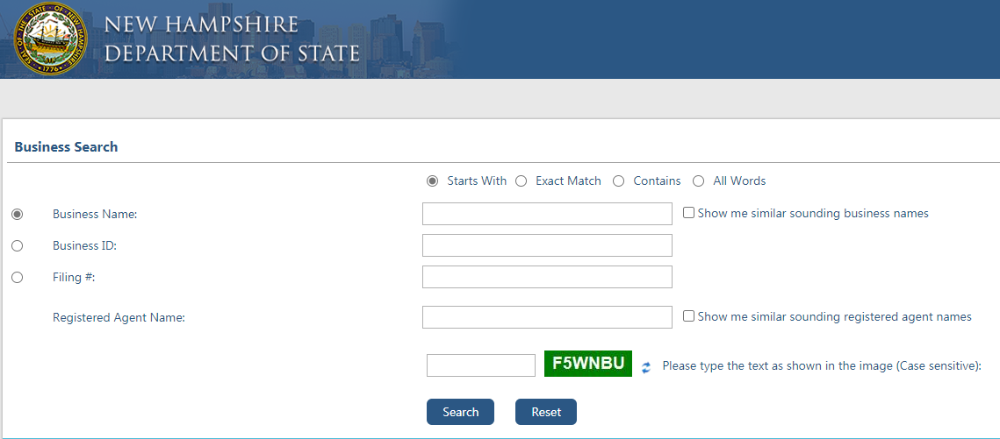 NEW HAMPSHIRE
DEPARTMENT OF STATE
Business Search
Starts With Exact Match Contains All Words
Business Name: Show me similar sounding business names
Business ID:
Filing #:
Registered Agent Name: Show me similar sounding registered agent names
F5WNBU Please type the text as shown in the image (Case sensitive):
Search Reset